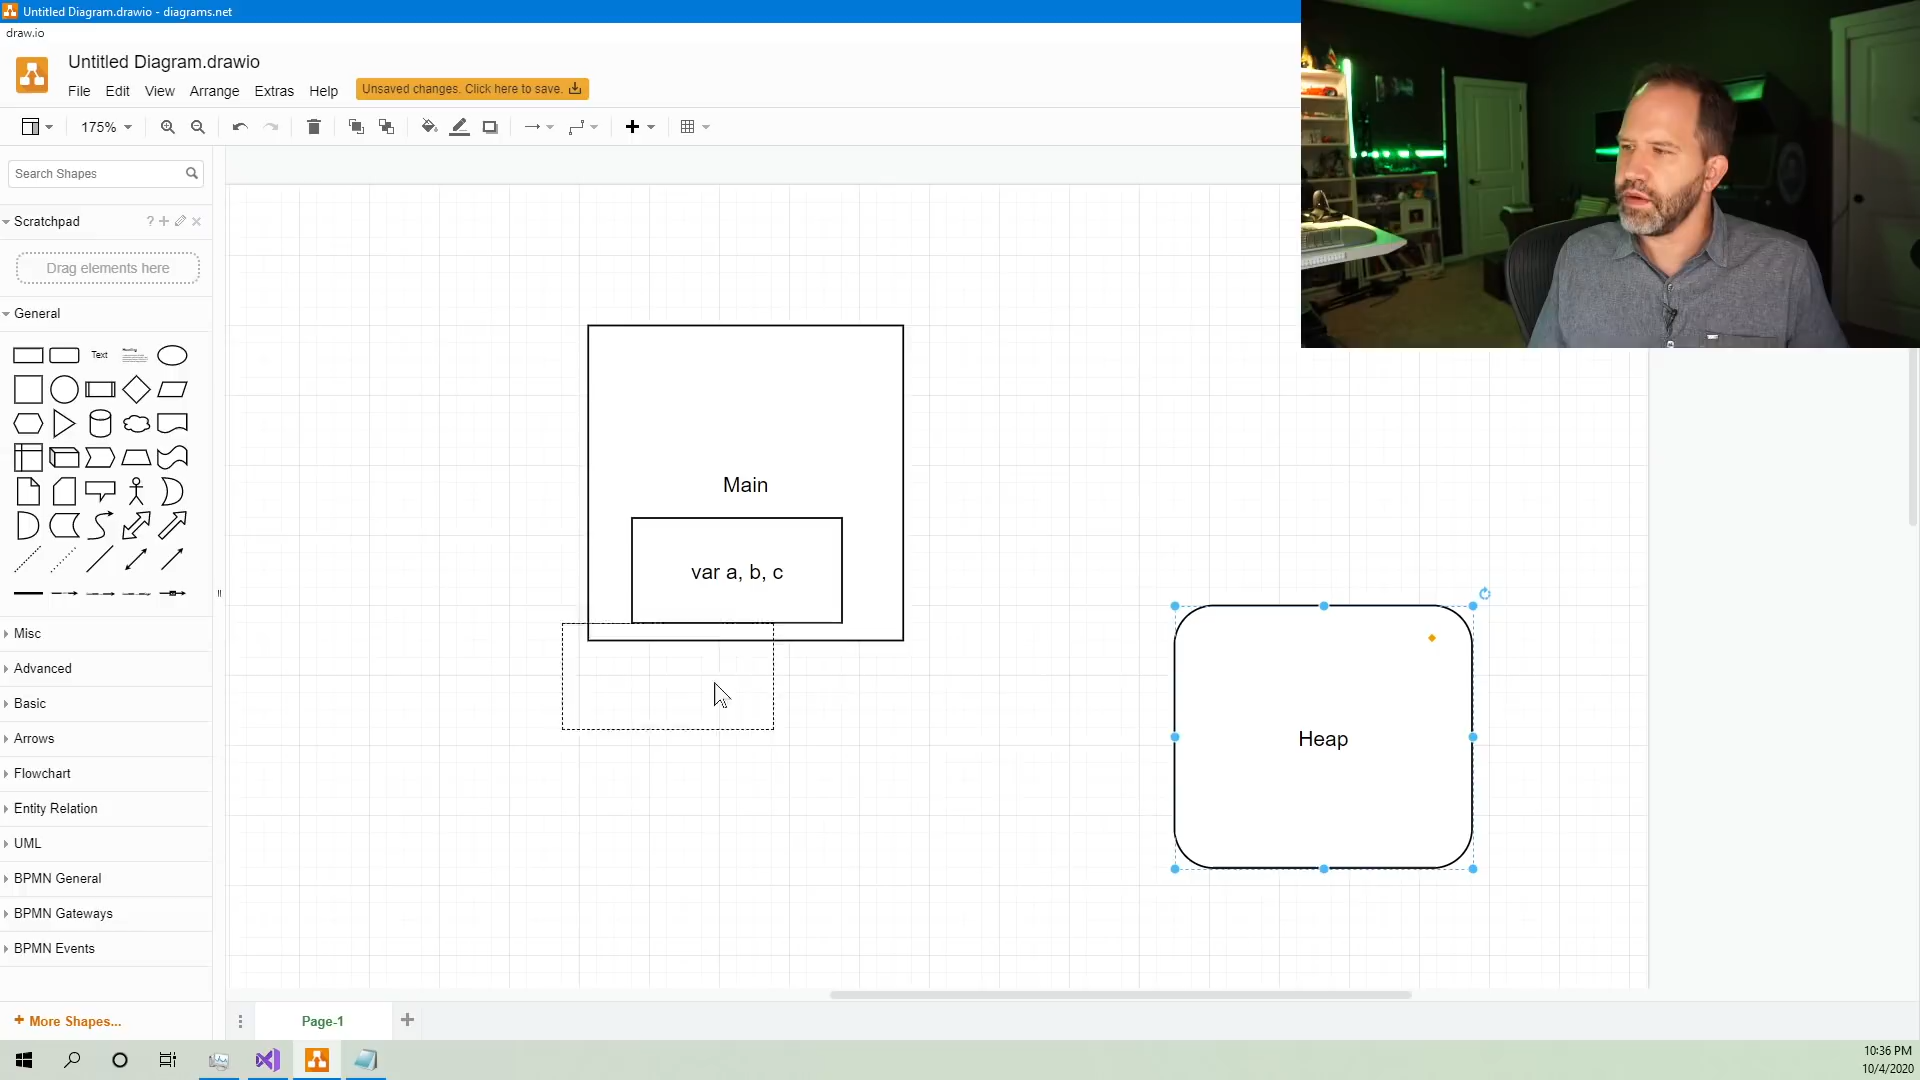 Untitled Diagram.drawio - diagrams.net
draw.io
Untitled Diagram.drawio
File Edit View Arrange Extras Help Unsaved changes. Click here to save.
175%
Search Shapes
Scratchpad ?
Drag elements here
General
Text
Heading
Misc
Advanced
Basic
Arrows
Flowchart
Entity Relation
UML
BPMN General
BPMN Gateways
BPMN Events
+ More Shapes...
Main
var a, b, c
Heap
Page-1
10:36 PM
10/4/2020